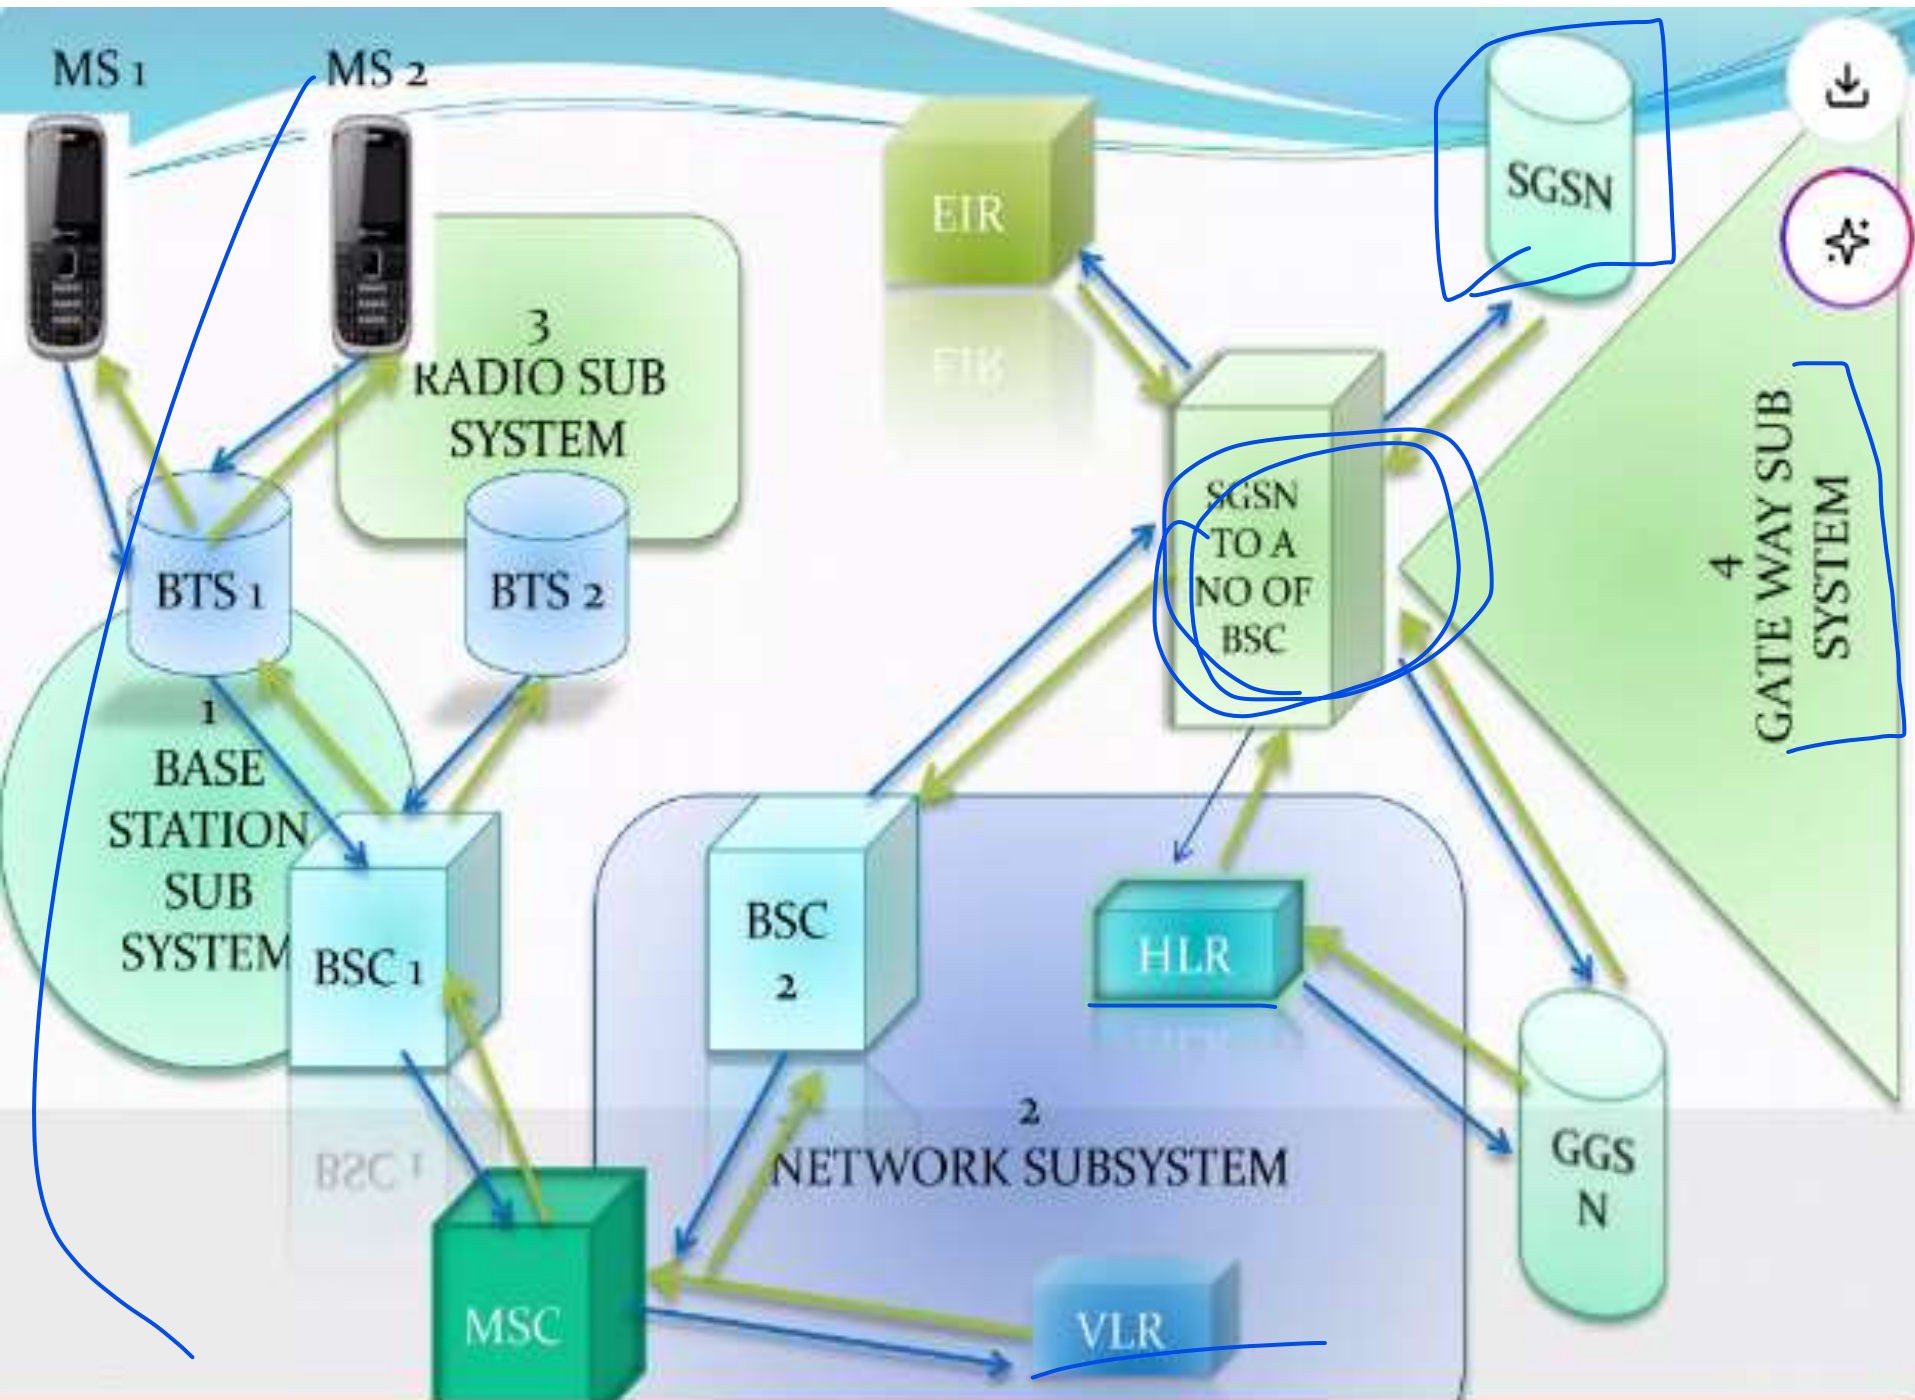 MS 1
MS 2
EIR
SGSN
3
RADIO SUB
SYSTEM
SGSN
TO A
NO OF
BSC
4
GATE WAY SUB
SYSTEM
BTS 1
BTS 2
1
BASE
STATION
SUB
SYSTEM
BSC 1
BSC
2
HLR
2
NETWORK SUBSYSTEM
GGS
N
MSC
VLR